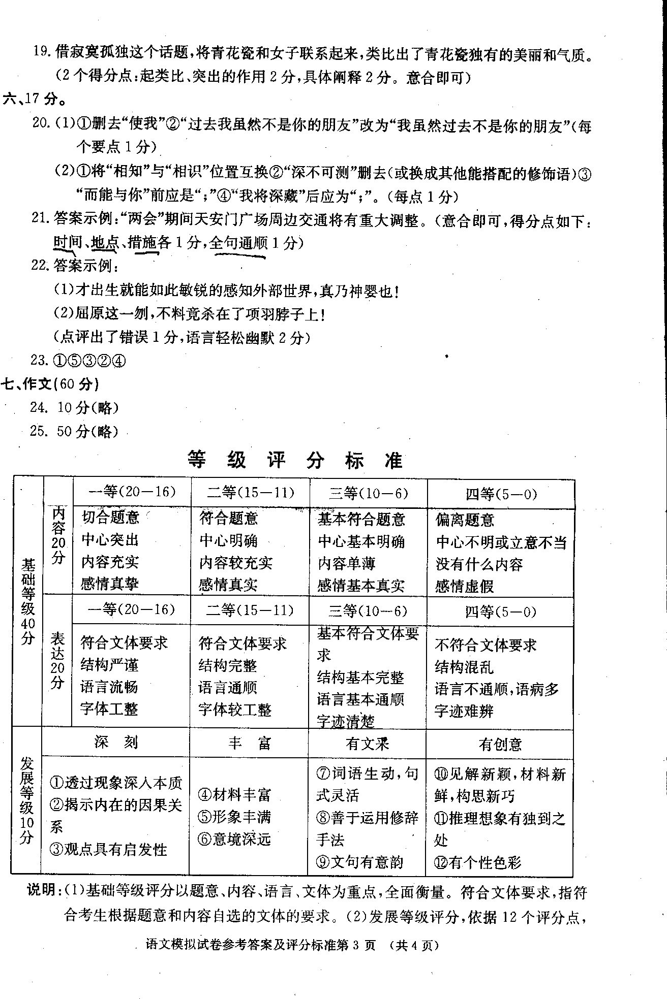 19. 借寂寞孤独这个话题,将青花瓷和女子联系起来,类比出了青花瓷独有的美丽和气质。
(2个得分点:起类比、突出的作用2分,具体阐释2分。意合即可)
六、17分。
20. (1)①删去“使我”②“过去我虽然不是你的朋友”改为“我虽然过去不是你的朋友”(每
个要点1分)
(2)①将“相知”与“相识”位置互换②“深不可测”删去(或换成其他能搭配的修饰语)③
“而能与你”前应是“;”④“我将深藏”后应为“;”。(每点1分)
21. 答案示例:“两会”期间天安门广场周边交通将有重大调整。(意合即可,得分点如下:
时间、地点、措施各1分,全句通顺1分)
22. 答案示例:
(1)才出生就能如此敏锐的感知外部世界,真乃神婴也!
(2)屈原这一刎,不料竟杀在了项羽脖子上!
(点评出了错误1分,语言轻松幽默2分)
23. ①⑤③②④
七、作文(60分)
24. 10分(略)
25. 50分(略)
等级评分标准
基础等级40分
内容20分
一等(20-16) 二等(15-11) 三等(10-6) 四等(5-0)
切合题意 符合题意 基本符合题意 偏离题意
中心突出 中心明确 中心基本明确 中心不明或立意不当
内容充实 内容较充实 内容单薄 没有什么内容
感情真挚 感情真实 感情基本真实 感情虚假
表达20分
一等(20-16) 二等(15-11) 三等(10-6) 四等(5-0)
符合文体要求
结构严谨
语言流畅
字体工整
符合文体要求
结构完整
语言通顺
字体较工整
基本符合文体要
求
结构基本完整
语言基本通顺
字迹清楚
不符合文体要求
结构混乱
语言不通顺,语病多
字迹难辨
发展等级10分
深刻 丰富 有文采 有创意
①透过现象深入本质
②揭示内在的因果关
系
③观点具有启发性
④材料丰富
⑤形象丰满
⑥意境深远
⑦词语生动,句
式灵活
⑧善于运用修辞
手法
⑨文句有意韵
⑩见解新颖,材料新
鲜,构思新巧
⑪推理想象有独到之
处
⑫有个性色彩
说明:(1)基础等级评分以题意、内容、语言、文体为重点,全面衡量。符合文体要求,指符
合考生根据题意和内容自选的文体的要求。(2)发展等级评分,依据12个评分点,
语文模拟试卷参考答案及评分标准第3页 (共4页)